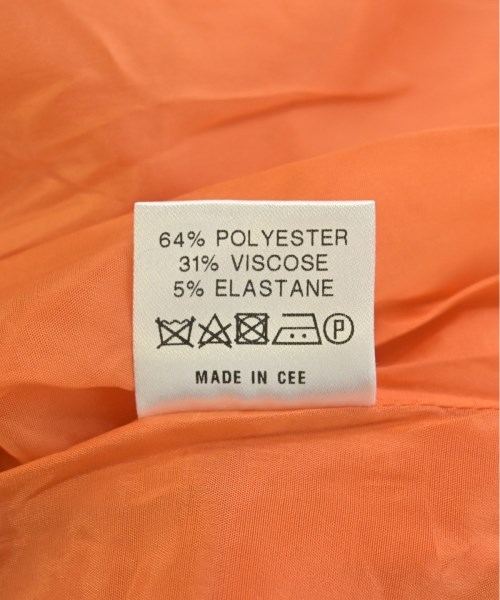 64% POLYESTER
31% VISCOSE
5% ELASTANE
P
MADE IN CEE